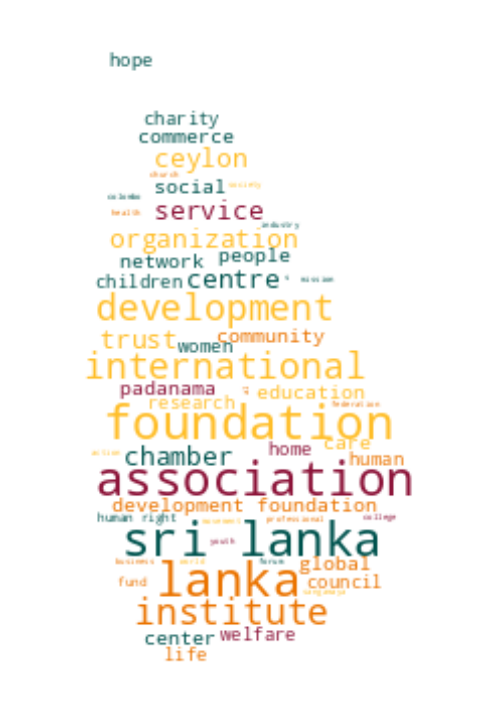 hope
charity
commerce
ceylon
church
social society
colombo
health service
industry
organization
network people
children centre mission
development
trust community
women
international
padanama education
research federation
foundation
care
action chamber home human
association
development foundation
human right movement professional college
sri lanka
youth
business world forum global
fund lanka council
sangamaya
institute
center welfare
life